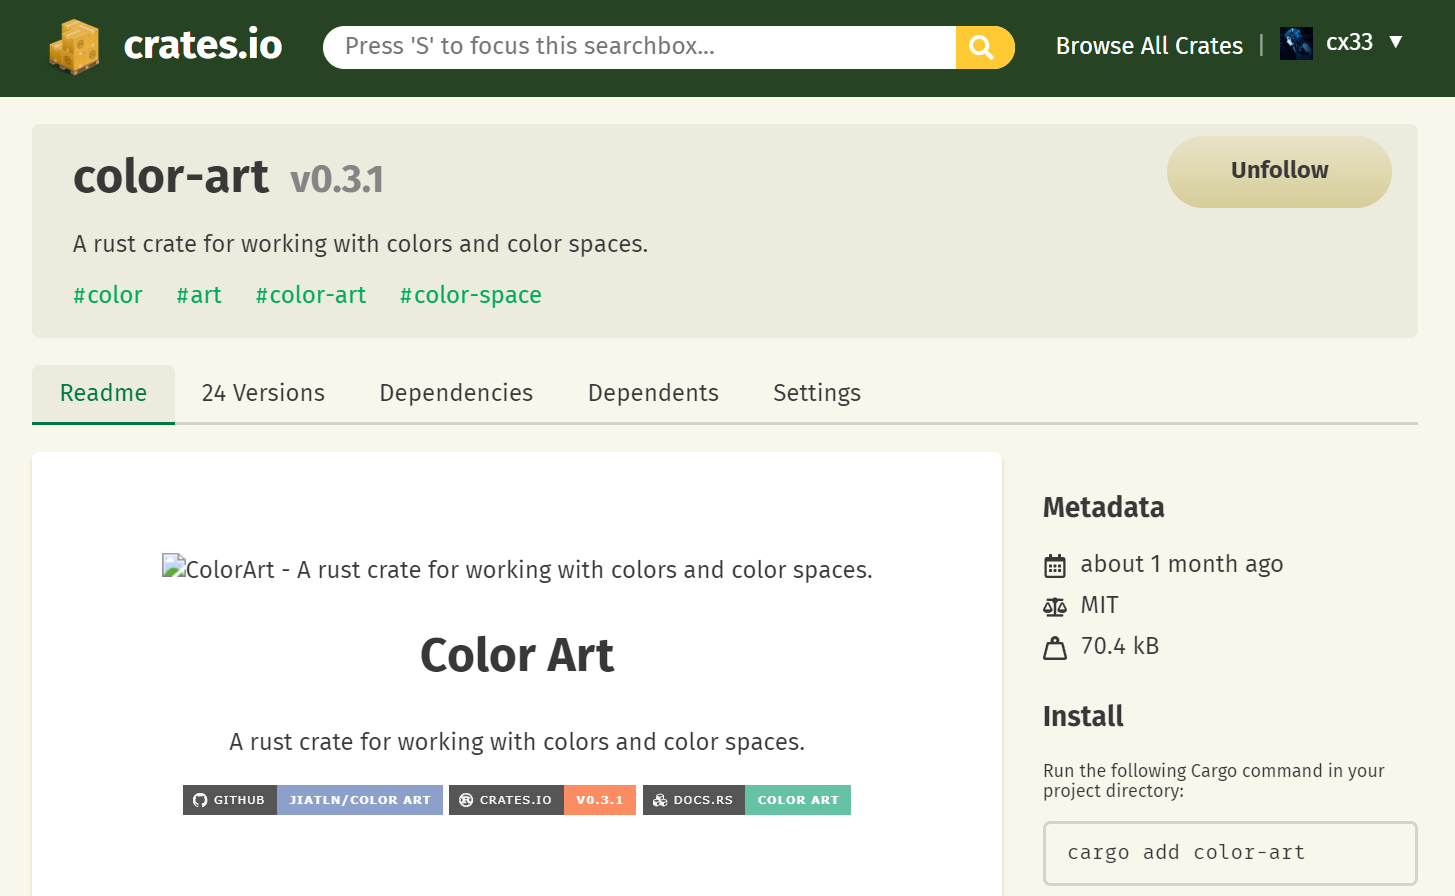 crates.io
Press 'S' to focus this searchbox...
Browse All Crates | cx33 ▼
color-art v0.3.1
Unfollow
A rust crate for working with colors and color spaces.
#color #art #color-art #color-space
Readme 24 Versions Dependencies Dependents Settings
ColorArt - A rust crate for working with colors and color spaces.
Color Art
A rust crate for working with colors and color spaces.
GITHUB JIATLN/COLOR ART CRATES.IO V0.3.1 DOCS.RS COLOR ART
Metadata
about 1 month ago
MIT
70.4 kB
Install
Run the following Cargo command in your
project directory:
cargo add color-art